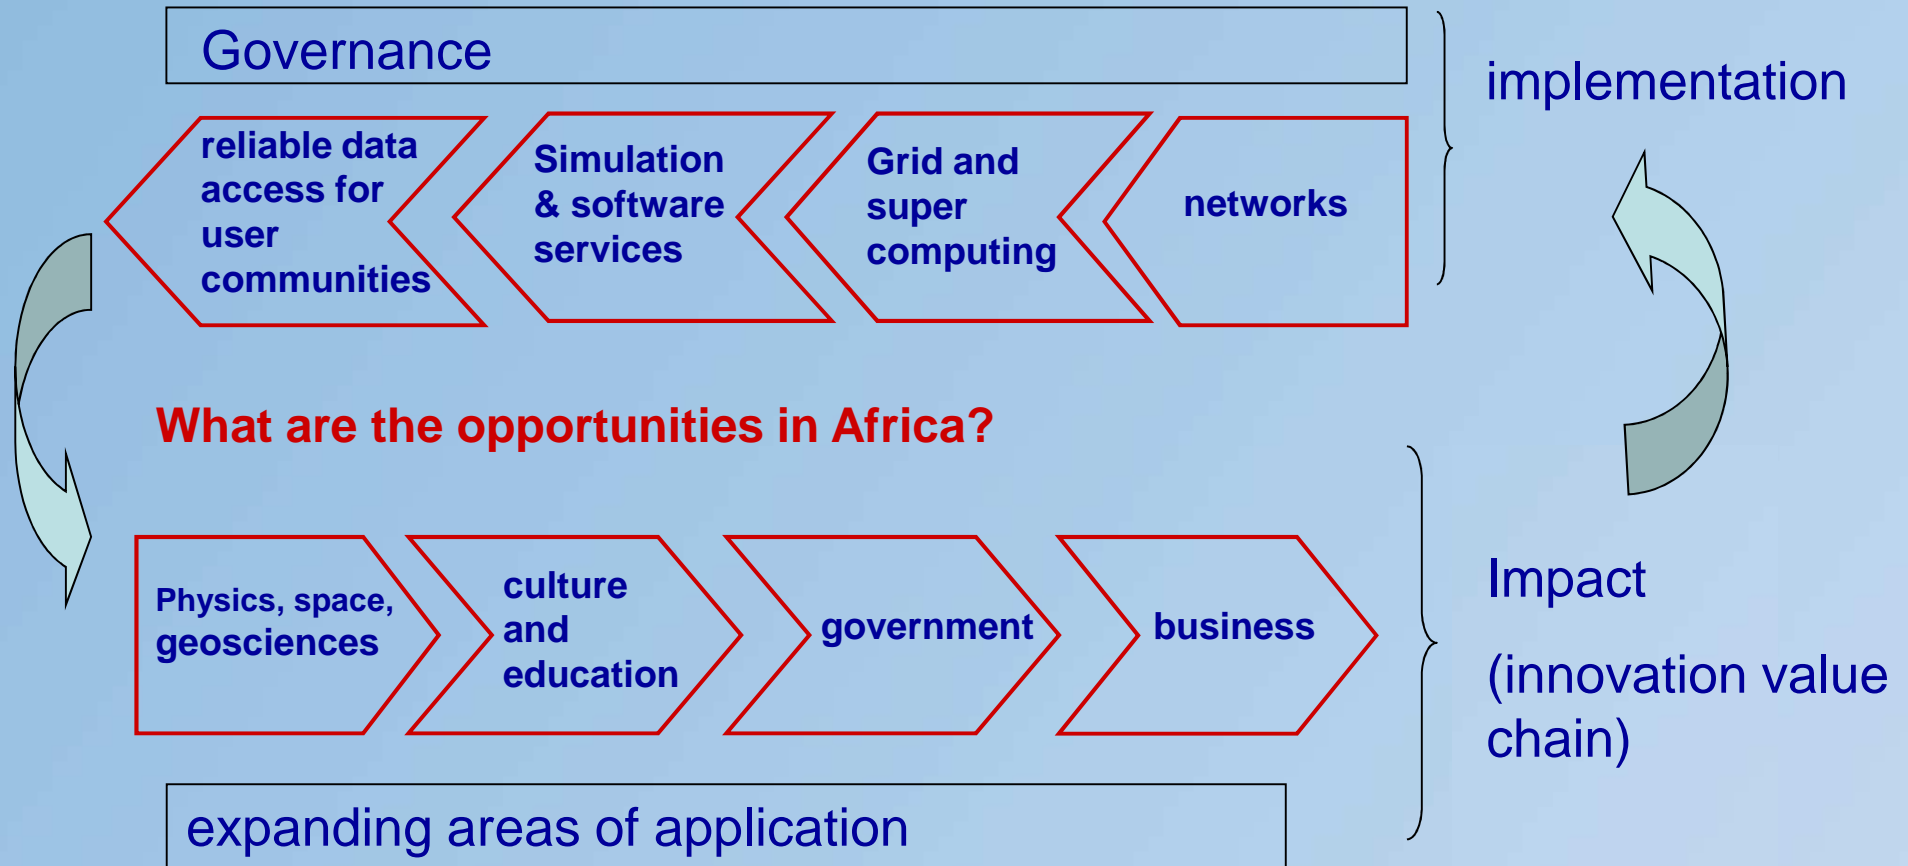 Governance
implementation
reliable data
access for
user
communities
Simulation
& software
services
Grid and
super
computing
networks
What are the opportunities in Africa?
Physics, space,
geosciences
culture
and
education
government
business
Impact
(innovation value
chain)
expanding areas of application